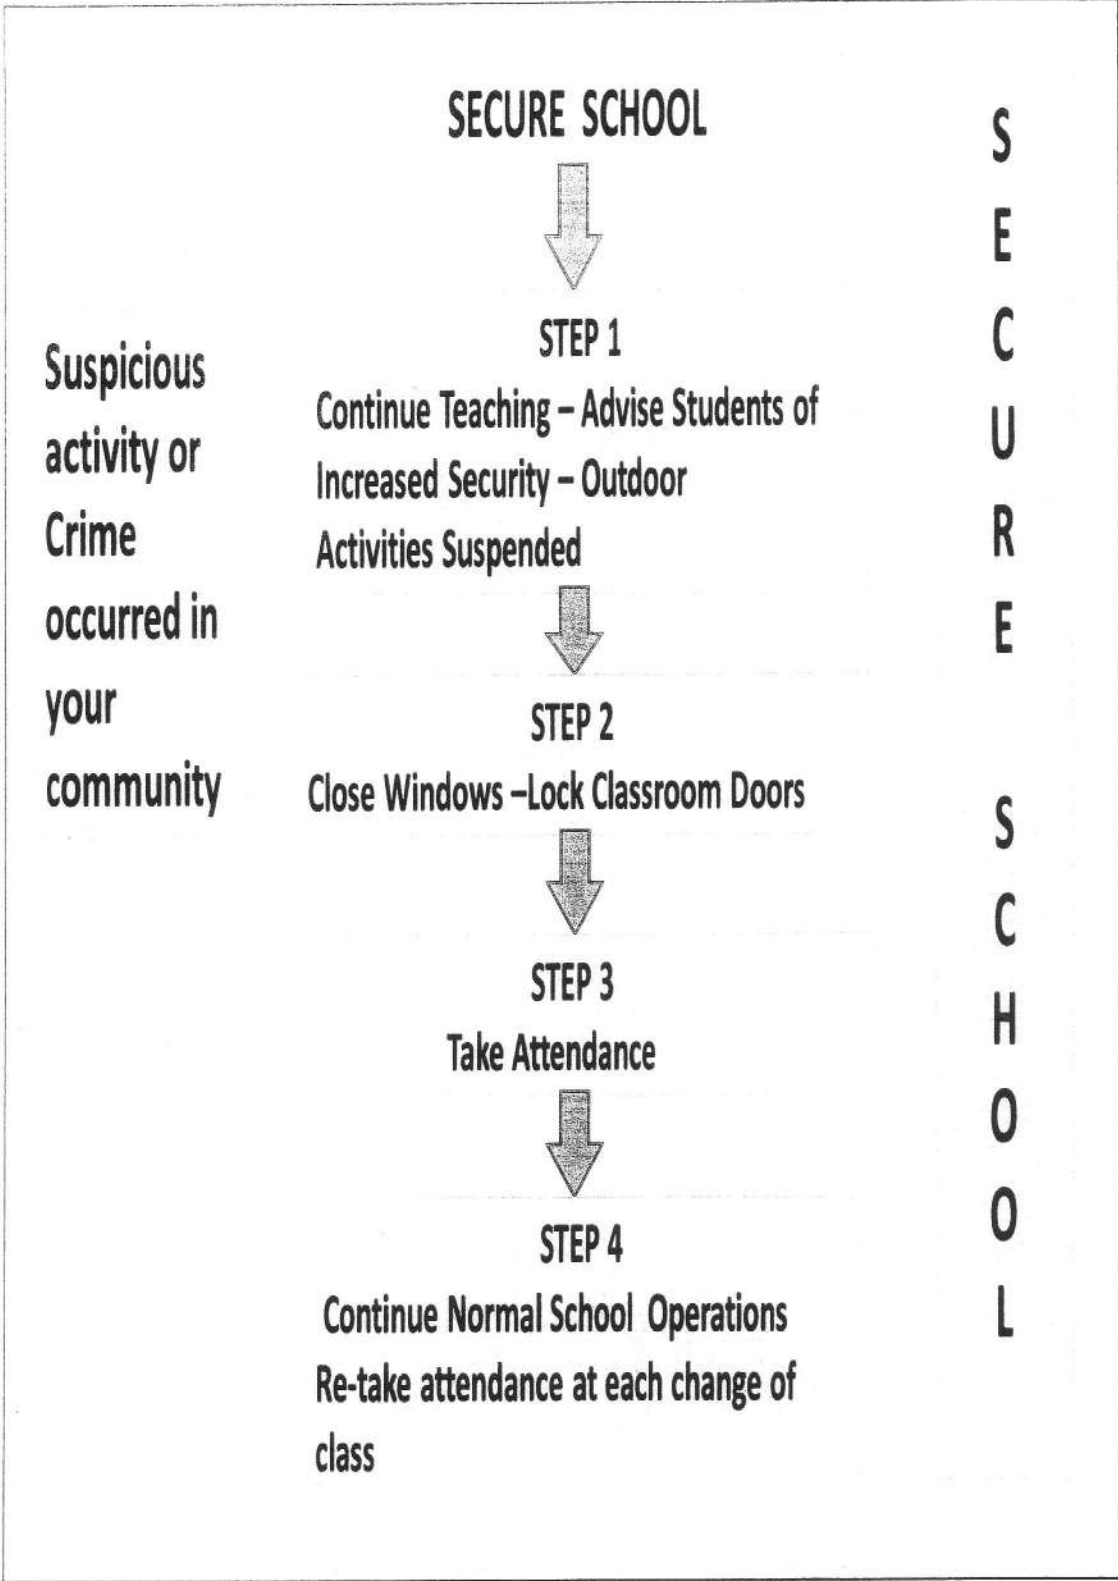 SECURE SCHOOL
Suspicious
activity or
Crime
occurred in
your
community
STEP 1
Continue Teaching – Advise Students of
Increased Security – Outdoor
Activities Suspended
STEP 2
Close Windows –Lock Classroom Doors
STEP 3
Take Attendance
STEP 4
Continue Normal School Operations
Re-take attendance at each change of
class
S
E
C
U
R
E
S
C
H
O
O
L